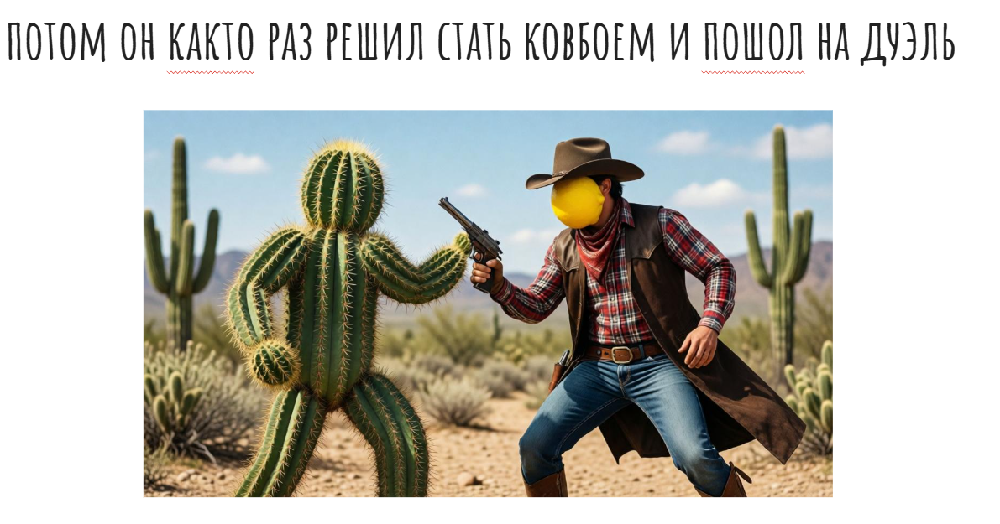 ПОТОМ ОН КАКТО РАЗ РЕШИЛ СТАТЬ КОВБОЕМ И ПОШОЛ НА ДУЭЛЬ